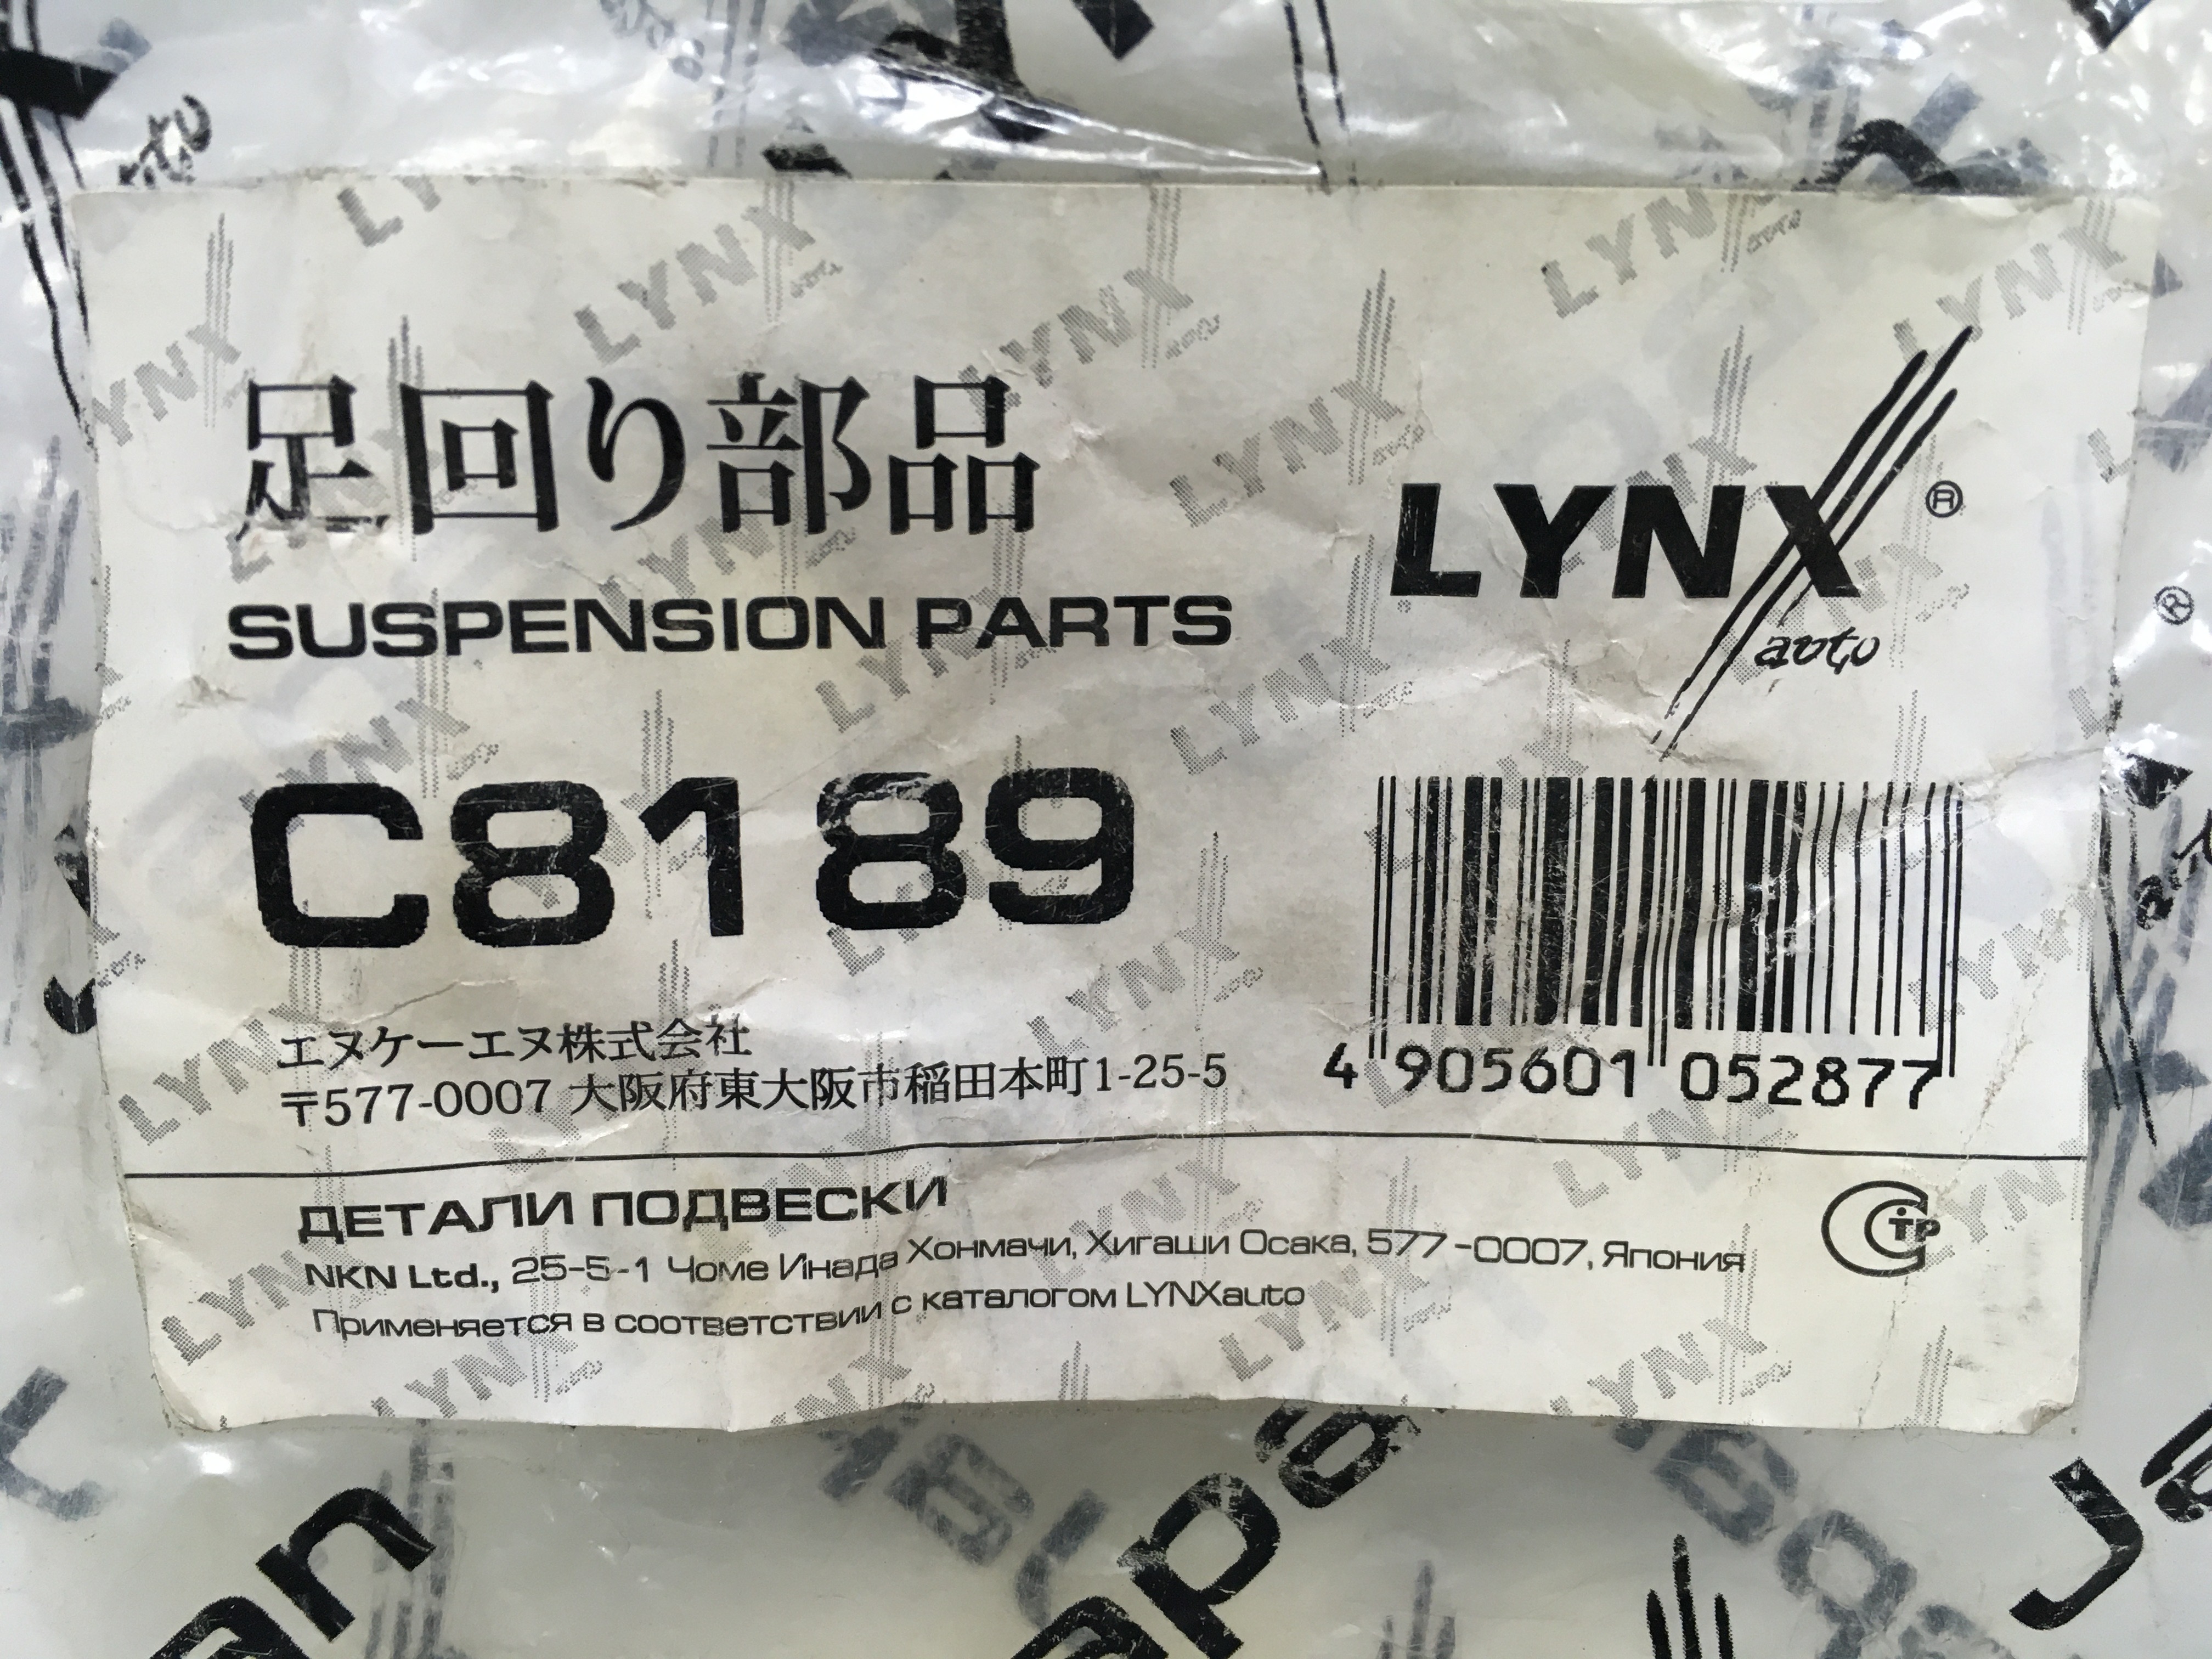 足回り部品
SUSPENSION PARTS
LYNX®
auto
C8189
4 905601 052877
エヌケーエヌ株式会社
〒577-0007 大阪府東大阪市稲田本町1-25-5
ДЕТАЛИ ПОДВЕСКИ
NKN Ltd., 25-5-1 Чоме Инада Хонмачи, Хигаши Осака, 577-0007, Япония
Применяется в соответствии с каталогом LYNXauto